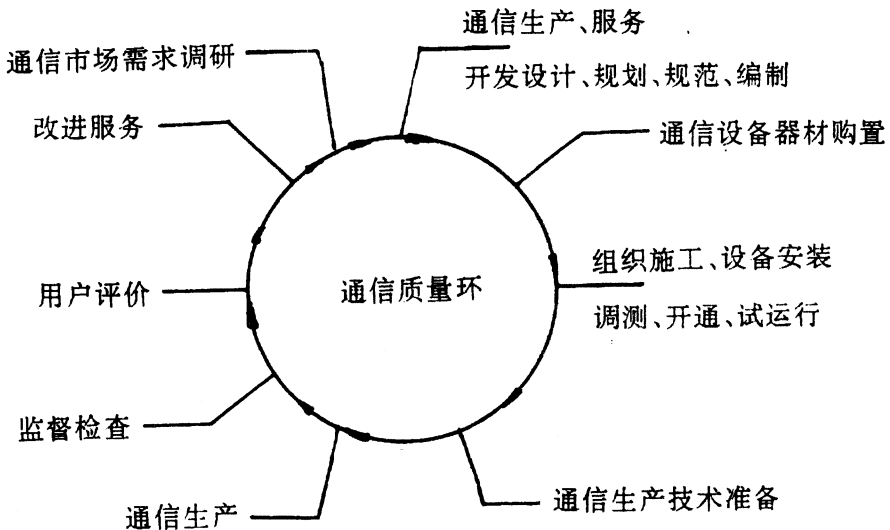 通信生产、服务
通信市场需求调研
开发设计、规划、规范、编制
改进服务
通信设备器材购置
组织施工、设备安装
用户评价
通信质量环
调测、开通、试运行
监督检查
通信生产技术准备
通信生产